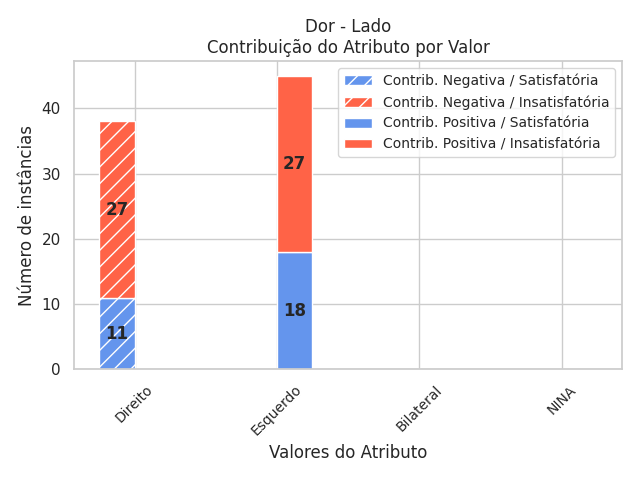 Dor - Lado
Contribuição do Atributo por Valor
Contrib. Negativa / Satisfatória
Contrib. Negativa / Insatisfatória
Contrib. Positiva / Satisfatória
Contrib. Positiva / Insatisfatória
Número de instâncias
40
30
20
10
0
27
11
27
18
Direito
Esquerdo
Bilateral
NINA
Valores do Atributo